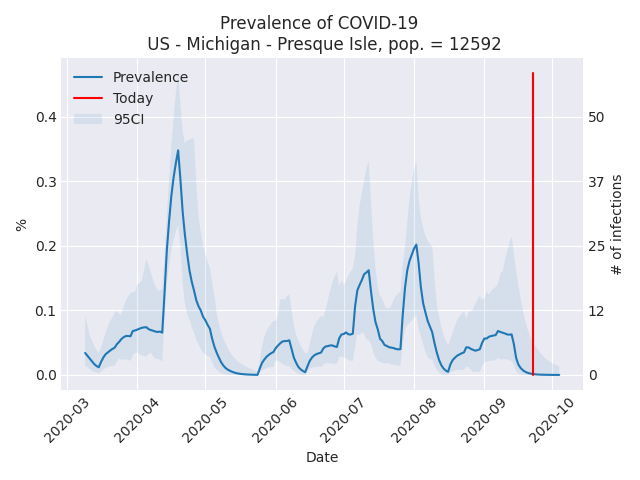 Prevalence of COVID-19
US - Michigan - Presque Isle, pop. = 12592
Prevalence
Today
95CI
0.4
0.3
0.2
0.1
0.0
%
50
37
25
12
0
# of infections
2020-03
2020-04
2020-05
2020-06
2020-07
2020-08
2020-09
2020-10
Date